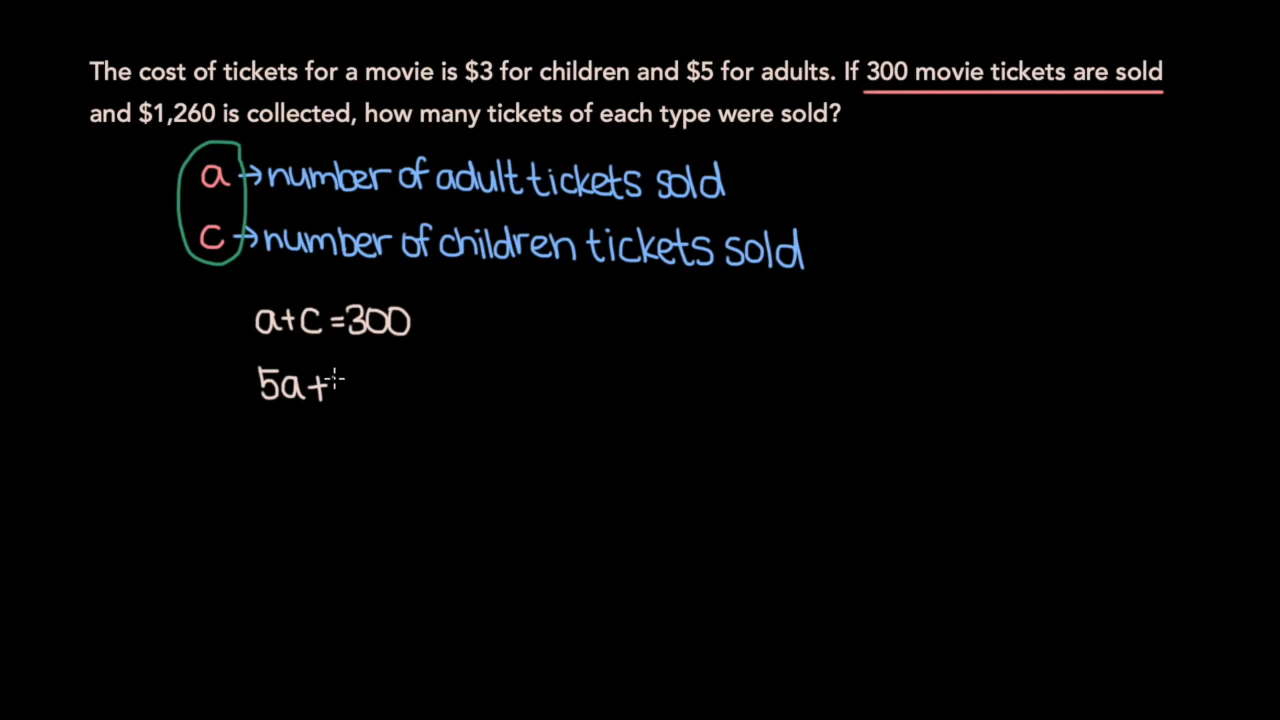 The cost of tickets for a movie is $3 for children and $5 for adults. If 300 movie tickets are sold
and $1,260 is collected, how many tickets of each type were sold?
a → number of adult tickets sold
c → number of children tickets sold
a+c=300
5a+